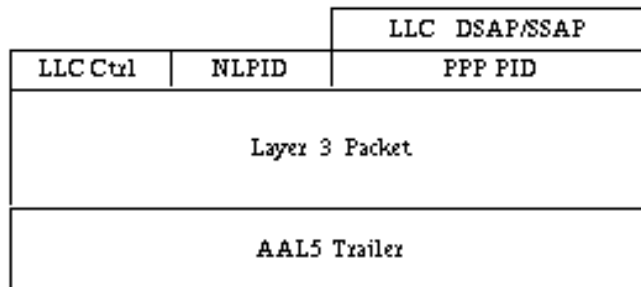 LLC DSAP/SSAP
LLC Ctrl NLPID PPP PID
Layer 3 Packet
AAL5 Trailer